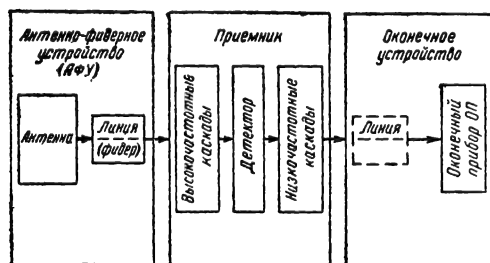 Антенно-фидерное
устройство
(АФУ)
Антенна
Линия
(фидер)
Приемник
Высокочастотные
каскады
Детектор
Низкочастотные
каскады
Оконечное
устройство
Линия
Оконечный
прибор ОП